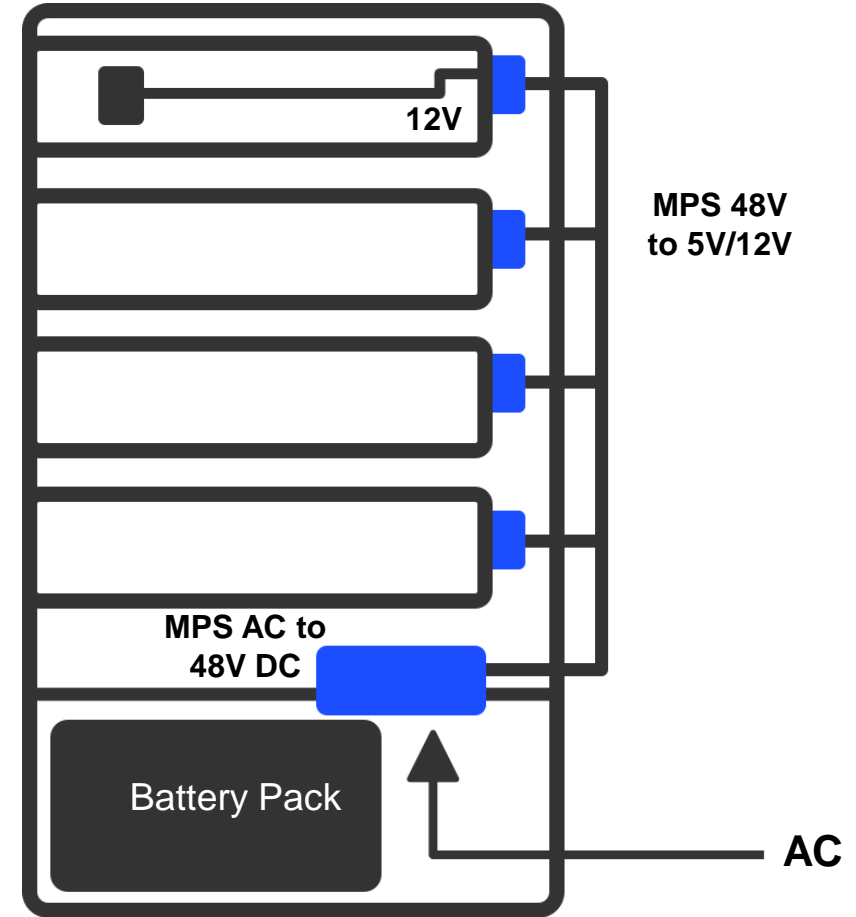 12V
MPS 48V
to 5V/12V
MPS AC to
48V DC
Battery Pack
AC